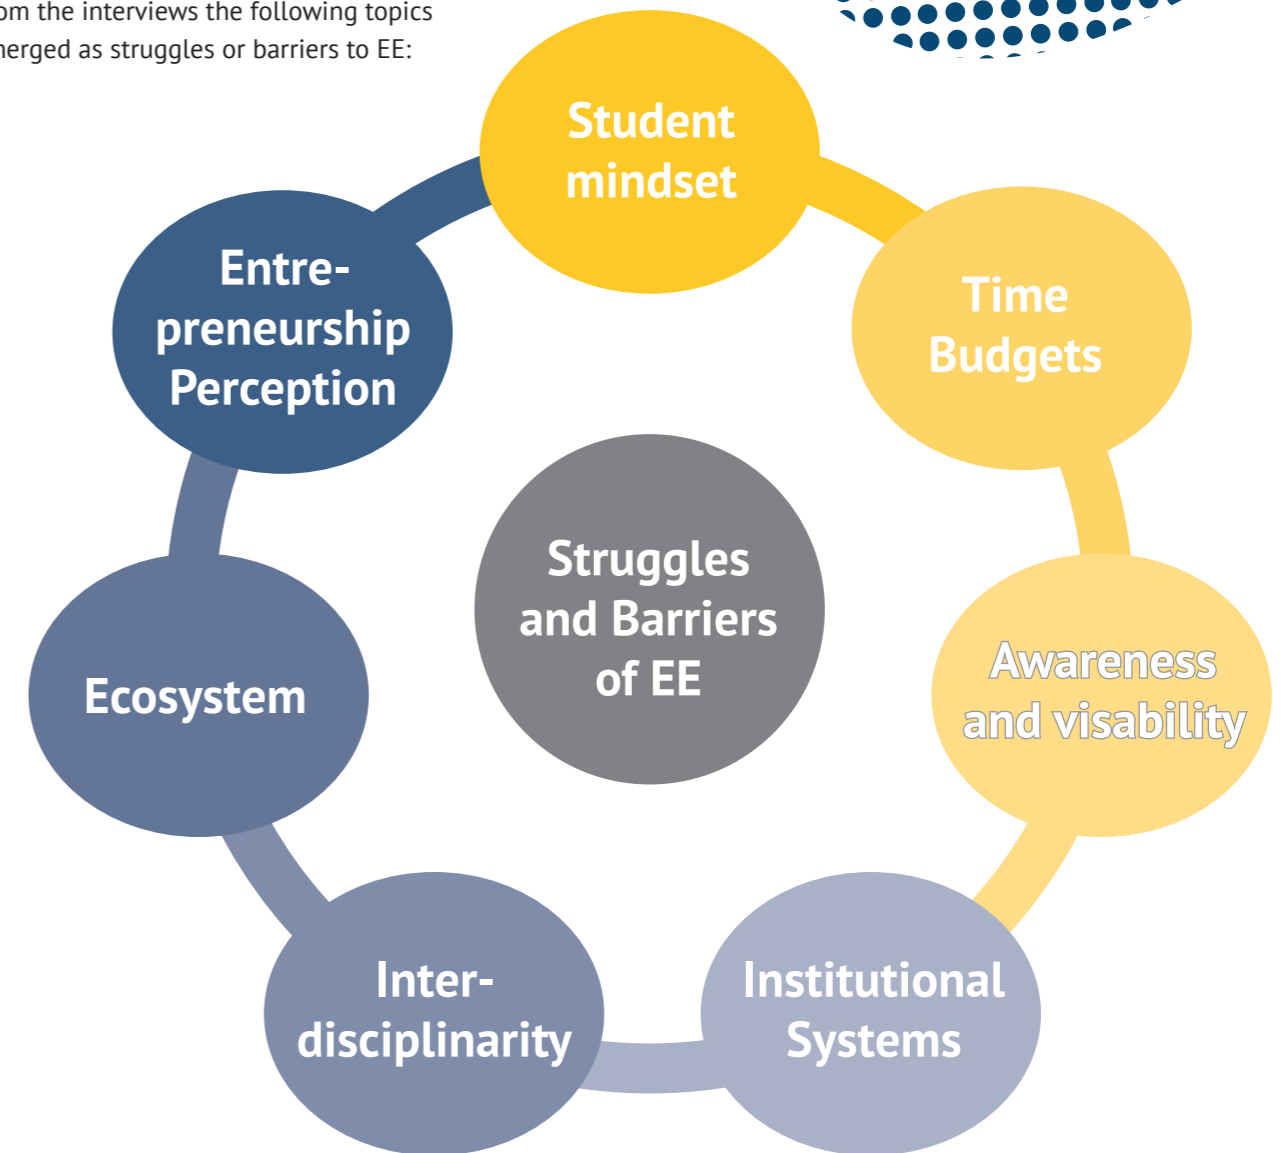 om the interviews the following topics
merged as struggles or barriers to EE:
Student
mindset
Time
Budgets
Awareness
and visability
Institutional
Systems
Inter-
disciplinarity
Ecosystem
Entre-
preneurship
Perception
Struggles
and Barriers
of EE